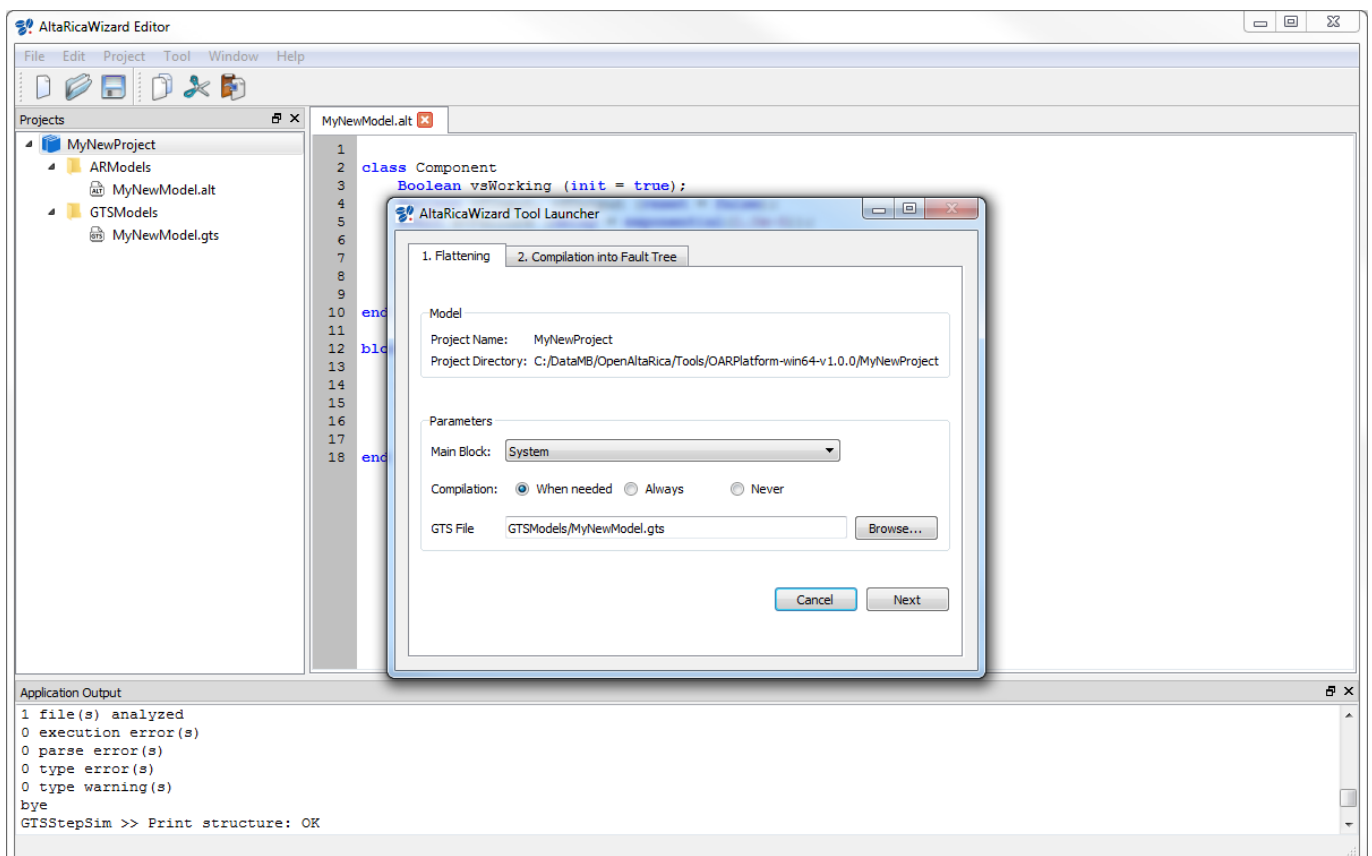 AltaRicaWizard Editor
File Edit Project Tool Window Help
Projects
MyNewProject
ARModels
MyNewModel.alt
GTSModels
MyNewModel.gts
MyNewModel.alt
1
2 class Component
3 Boolean vsWorking (init = true);
4
5
6
7
8
9
10 end
11
12 blo
13
14
15
16
17
18 end
AltaRicaWizard Tool Launcher
1. Flattening 2. Compilation into Fault Tree
Model
Project Name: MyNewProject
Project Directory: C:/DataMB/OpenAltaRica/Tools/OARPlatform-win64-v1.0.0/MyNewProject
Parameters
Main Block: System
Compilation: When needed Always Never
GTS File GTSModels/MyNewModel.gts Browse...
Cancel Next
Application Output
1 file(s) analyzed
0 execution error(s)
0 parse error(s)
0 type error(s)
0 type warning(s)
bye
GTSStepSim >> Print structure: OK